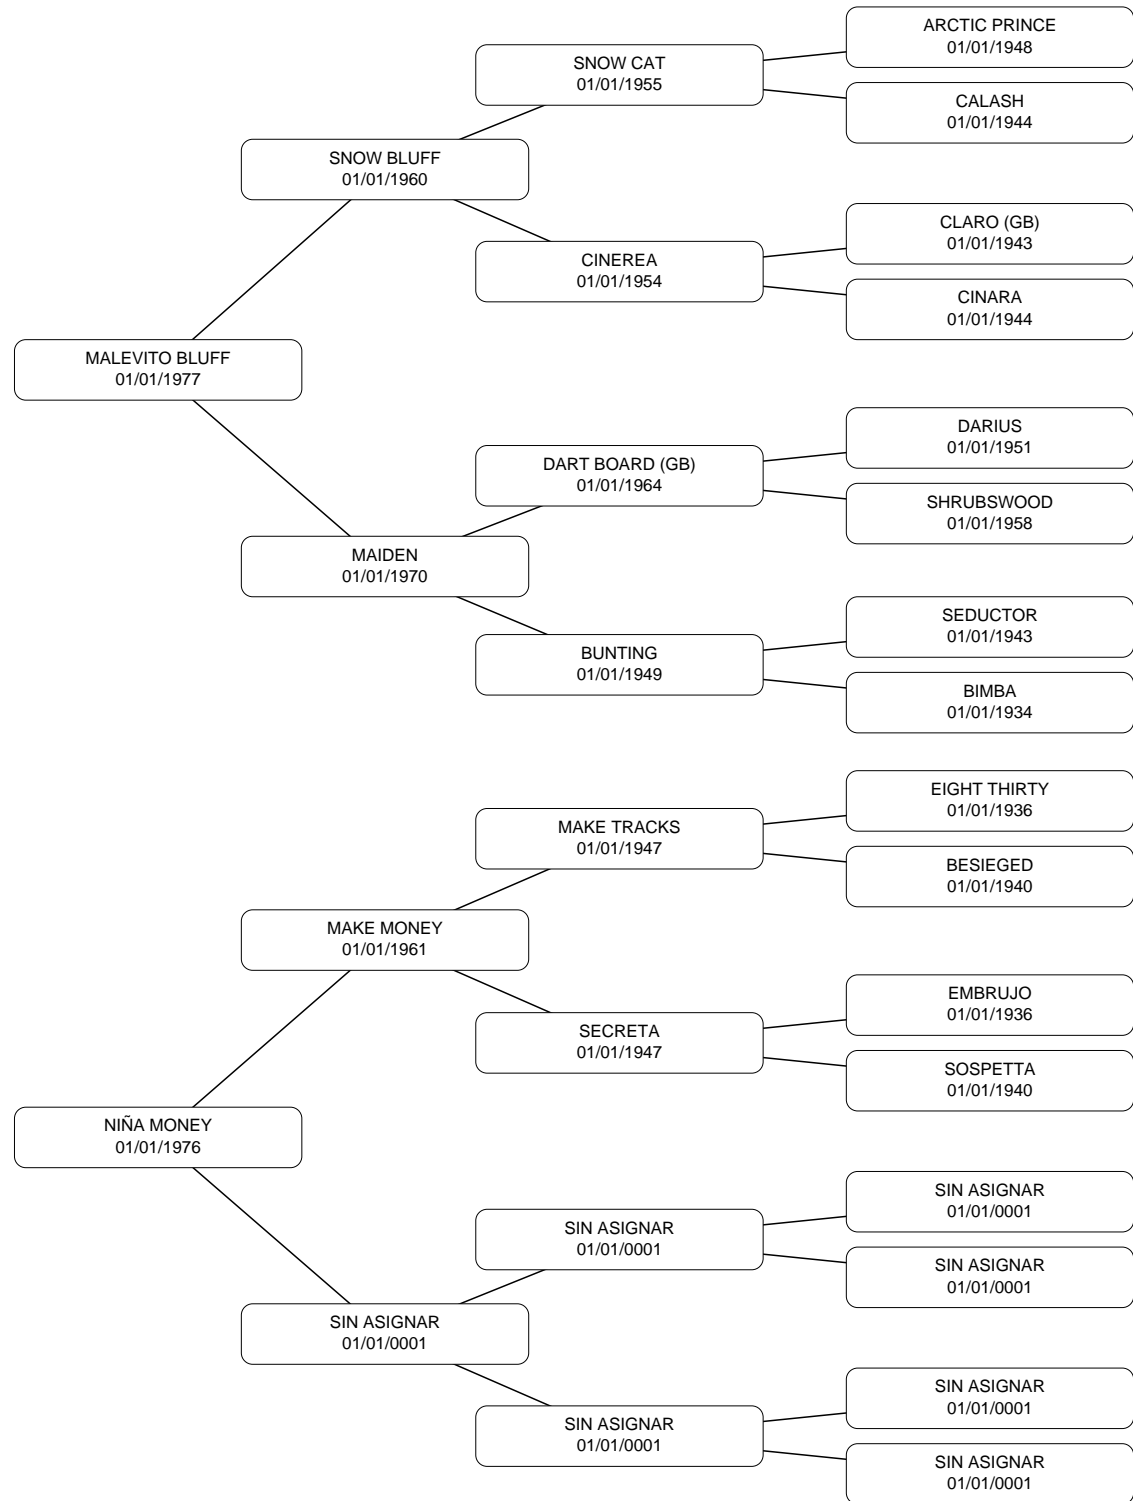 ARCTIC PRINCE
01/01/1948
SNOW CAT
01/01/1955
CALASH
01/01/1944
SNOW BLUFF
01/01/1960
CLARO (GB)
01/01/1943
CINEREA
01/01/1954
CINARA
01/01/1944
MALEVITO BLUFF
01/01/1977
DARIUS
01/01/1951
DART BOARD (GB)
01/01/1964
SHRUBSWOOD
01/01/1958
MAIDEN
01/01/1970
SEDUCTOR
01/01/1943
BUNTING
01/01/1949
BIMBA
01/01/1934
EIGHT THIRTY
01/01/1936
MAKE TRACKS
01/01/1947
BESIEGED
01/01/1940
MAKE MONEY
01/01/1961
EMBRUJO
01/01/1936
SECRETA
01/01/1947
SOSPETTA
01/01/1940
NIÑA MONEY
01/01/1976
SIN ASIGNAR
01/01/0001
SIN ASIGNAR
01/01/0001
SIN ASIGNAR
01/01/0001
SIN ASIGNAR
01/01/0001
SIN ASIGNAR
01/01/0001
SIN ASIGNAR
01/01/0001
SIN ASIGNAR
01/01/0001